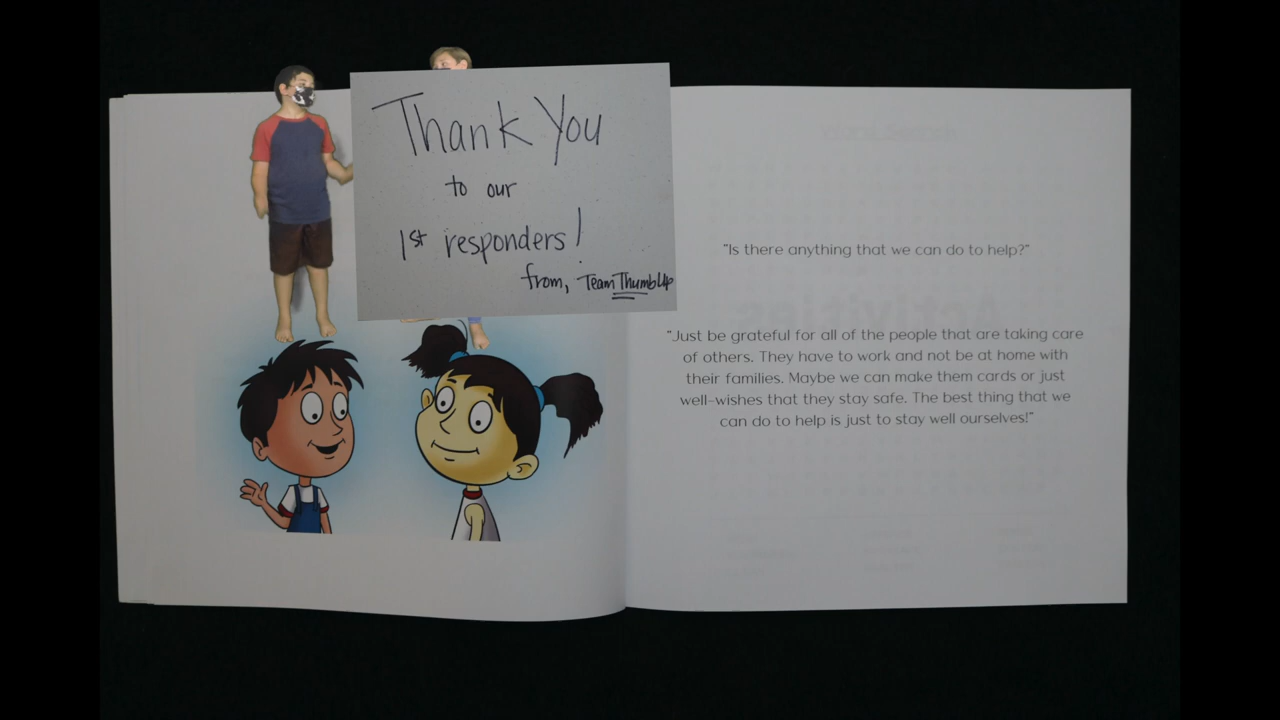 Thank You
to our
1st responders!
from, Team ThumbUp
"Is there anything that we can do to help?"
"Just be grateful for all of the people that are taking care
of others. They have to work and not be at home with
their families. Maybe we can make them cards or just
well-wishes that they stay safe. The best thing that we
can do to help is just to stay well ourselves!"